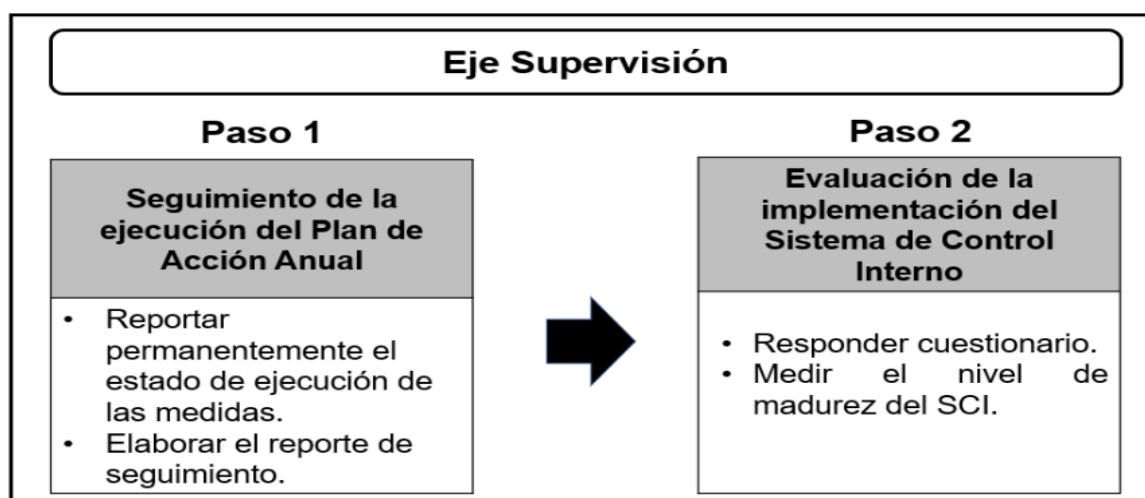 Eje Supervisión
Paso 1
Seguimiento de la
ejecución del Plan de
Acción Anual
• Reportar
permanentemente el
estado de ejecución de
las medidas.
• Elaborar el reporte de
seguimiento.
Paso 2
Evaluación de la
implementación del
Sistema de Control
Interno
• Responder cuestionario.
• Medir el nivel de
madurez del SCI.